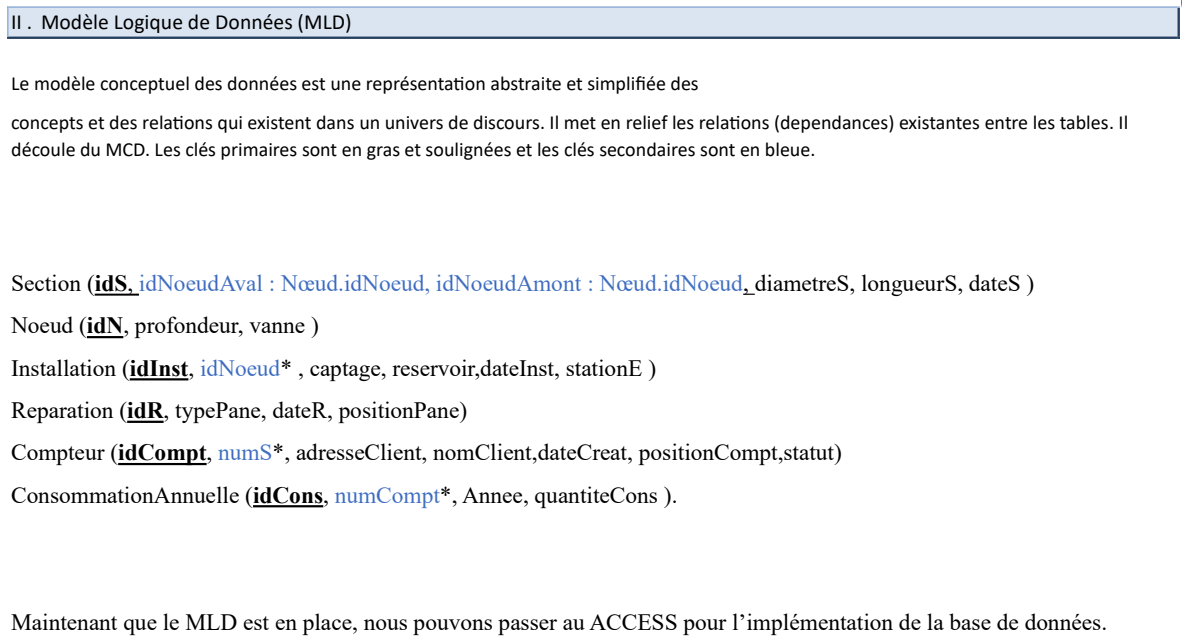 II . Modèle Logique de Données (MLD)
Le modèle conceptuel des données est une représentation abstraite et simplifiée des
concepts et des relations qui existent dans un univers de discours. Il met en relief les relations (dependances) existantes entre les tables. Il
découle du MCD. Les clés primaires sont en gras et soulignées et les clés secondaires sont en bleue.
Section (idS, idNoeudAval : Nœud.idNoeud, idNoeudAmont : Nœud.idNoeud, diametreS, longueurS, dateS )
Noeud (idN, profondeur, vanne )
Installation (idInst, idNoeud* , captage, reservoir,dateInst, stationE )
Reparation (idR, typePane, dateR, positionPane)
Compteur (idCompt, numS*, adresseClient, nomClient,dateCreat, positionCompt,statut)
ConsommationAnnuelle (idCons, numCompt*, Annee, quantiteCons ).
Maintenant que le MLD est en place, nous pouvons passer au ACCESS pour l’implémentation de la base de données.